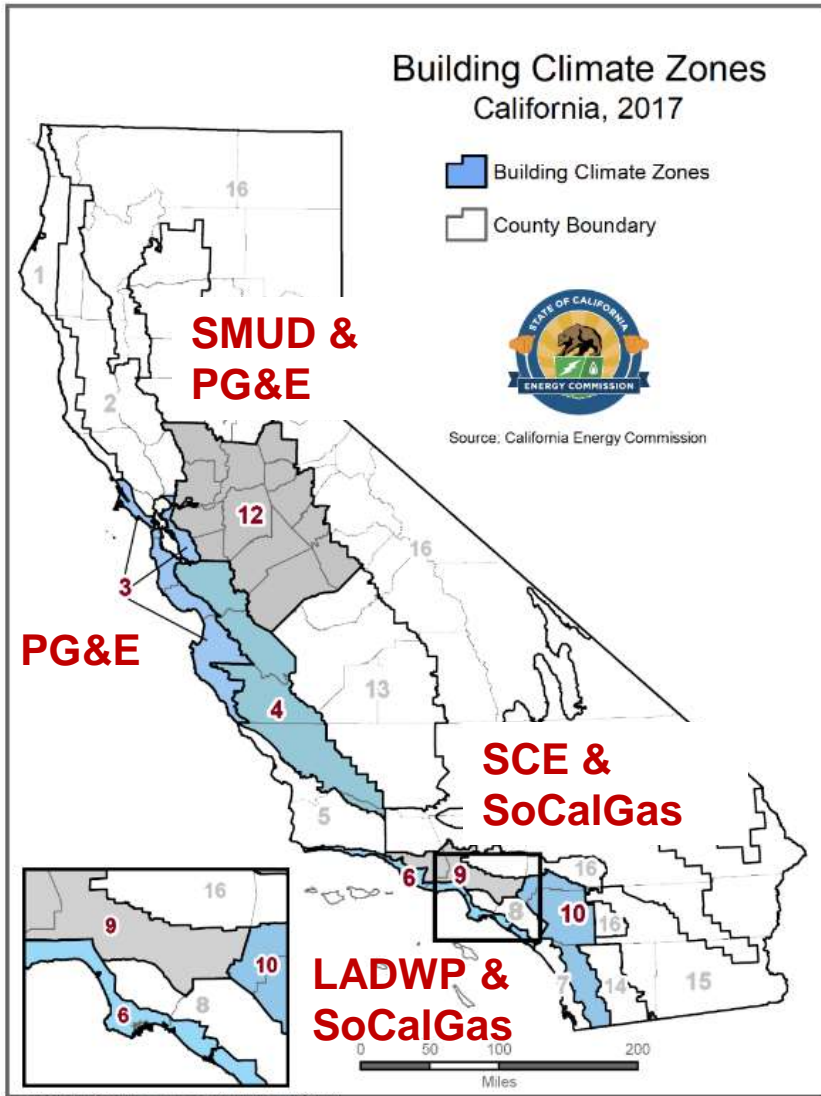 Building Climate Zones
California, 2017
Building Climate Zones
County Boundary
STATE OF CALIFORNIA
ENERGY COMMISSION
Source: California Energy Commission
16
1
SMUD &
PG&E
2
12
16
3
PG&E
13
4
SCE &
SoCalGas
5
6
9
16
8
10
16
7
14
15
LADWP &
SoCalGas
16
9
10
8
6
0
50
100
200
Miles